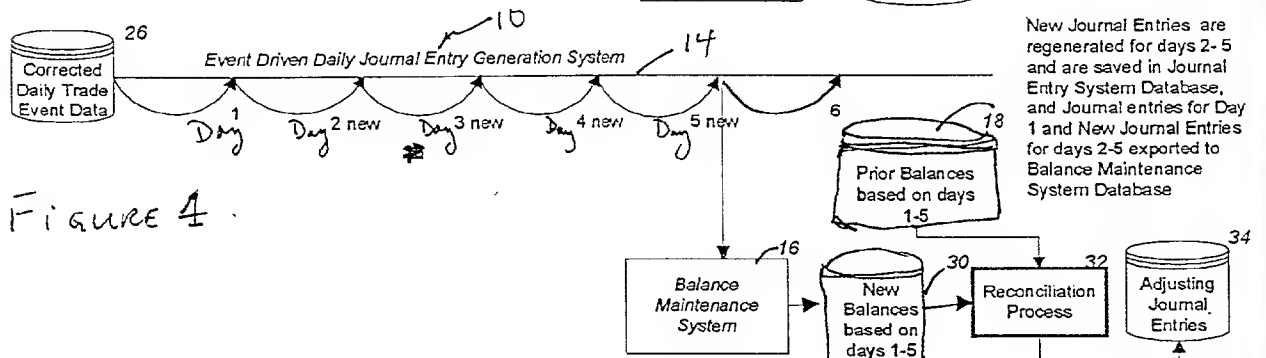 26
Corrected
Daily Trade
Event Data
10
Event Driven Daily Journal Entry Generation System
14
Day 1
Day 2 new
Day 3 new
Day 4 new
Day 5 new
6
New Journal Entries are
regenerated for days 2-5
and are saved in Journal
Entry System Database,
and Journal entries for Day
1 and New Journal Entries
for days 2-5 exported to
Balance Maintenance
System Database
18
Prior Balances
based on days
1-5
Figure 1.
16
Balance
Maintenance
System
30
New
Balances
based on
days 1-5
32
Reconciliation
Process
34
Adjusting
Journal
Entries